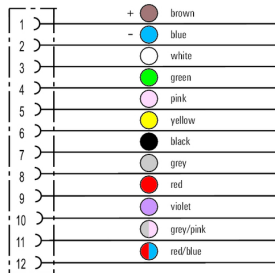 + brown
1
- blue
2
white
3
green
4
pink
5
yellow
6
black
7
grey
8
red
9
violet
10
grey/pink
11
red/blue
12